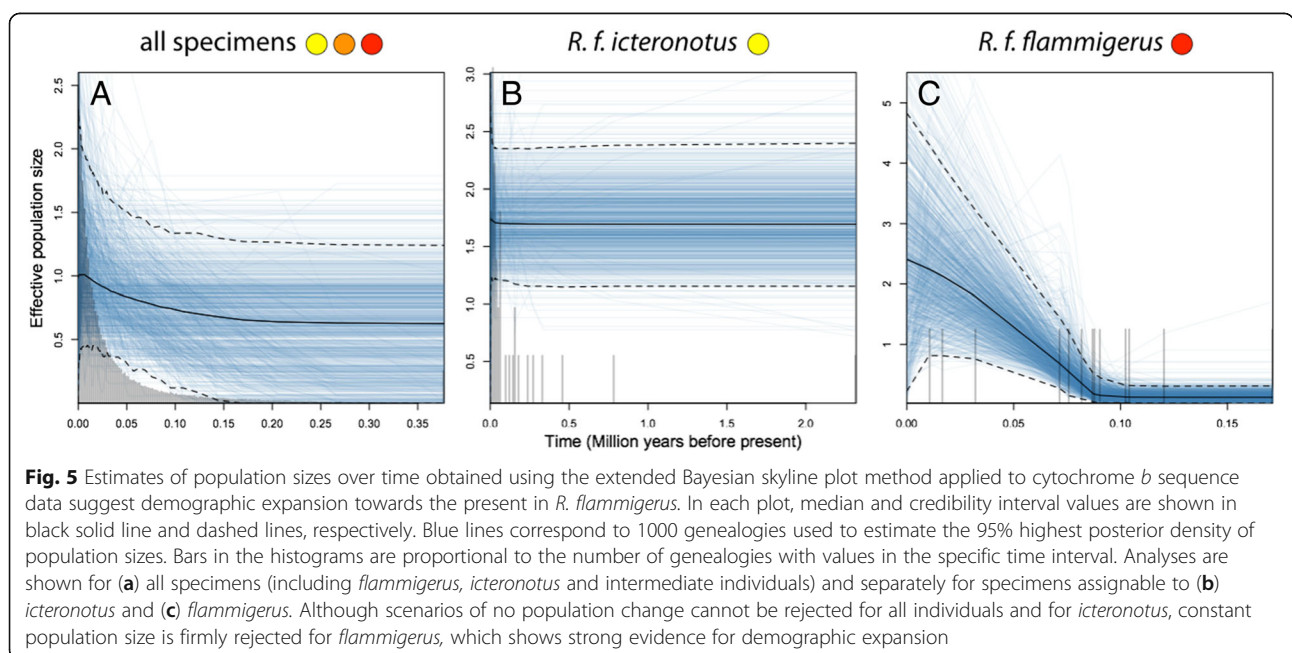 all specimens
R. f. icteronotus
R. f. flammigerus
A
B
C
Effective population size
2.5
2.0
1.5
1.0
0.5
0.00 0.05 0.10 0.15 0.20 0.25 0.30 0.35
3.0
2.5
2.0
1.5
1.0
0.5
0.0 0.5 1.0 1.5 2.0
5
4
3
2
1
0.00 0.05 0.10 0.15
Time (Million years before present)
Fig. 5 Estimates of population sizes over time obtained using the extended Bayesian skyline plot method applied to cytochrome b sequence
data suggest demographic expansion towards the present in R. flammigerus. In each plot, median and credibility interval values are shown in
black solid line and dashed lines, respectively. Blue lines correspond to 1000 genealogies used to estimate the 95% highest posterior density of
population sizes. Bars in the histograms are proportional to the number of genealogies with values in the specific time interval. Analyses are
shown for (a) all specimens (including flammigerus, icteronotus and intermediate individuals) and separately for specimens assignable to (b)
icteronotus and (c) flammigerus. Although scenarios of no population change cannot be rejected for all individuals and for icteronotus, constant
population size is firmly rejected for flammigerus, which shows strong evidence for demographic expansion